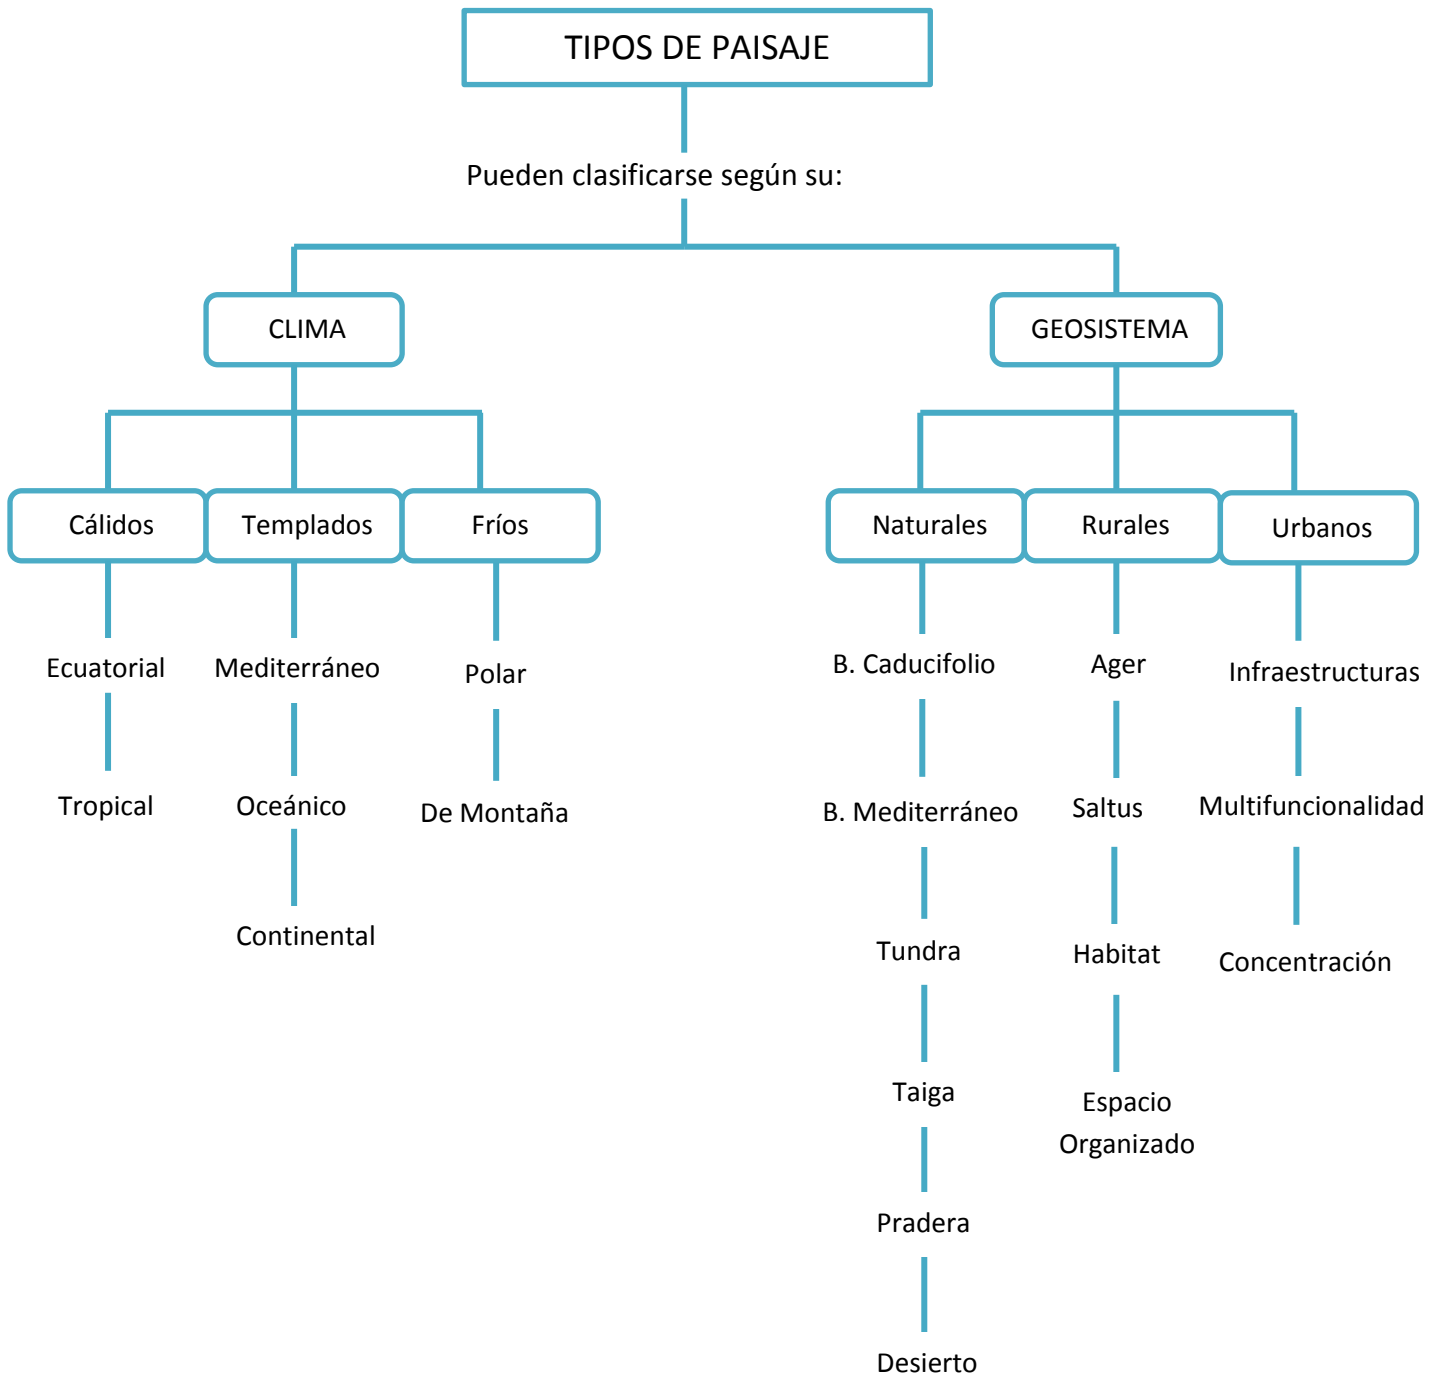 TIPOS DE PAISAJE
Pueden clasificarse según su:
CLIMA
GEOSISTEMA
Cálidos
Templados
Fríos
Naturales
Rurales
Urbanos
Ecuatorial
Mediterráneo
Polar
B. Caducifolio
Ager
Infraestructuras
Tropical
Oceánico
De Montaña
B. Mediterráneo
Saltus
Multifuncionalidad
Continental
Tundra
Habitat
Concentración
Taiga
Espacio
Organizado
Pradera
Desierto